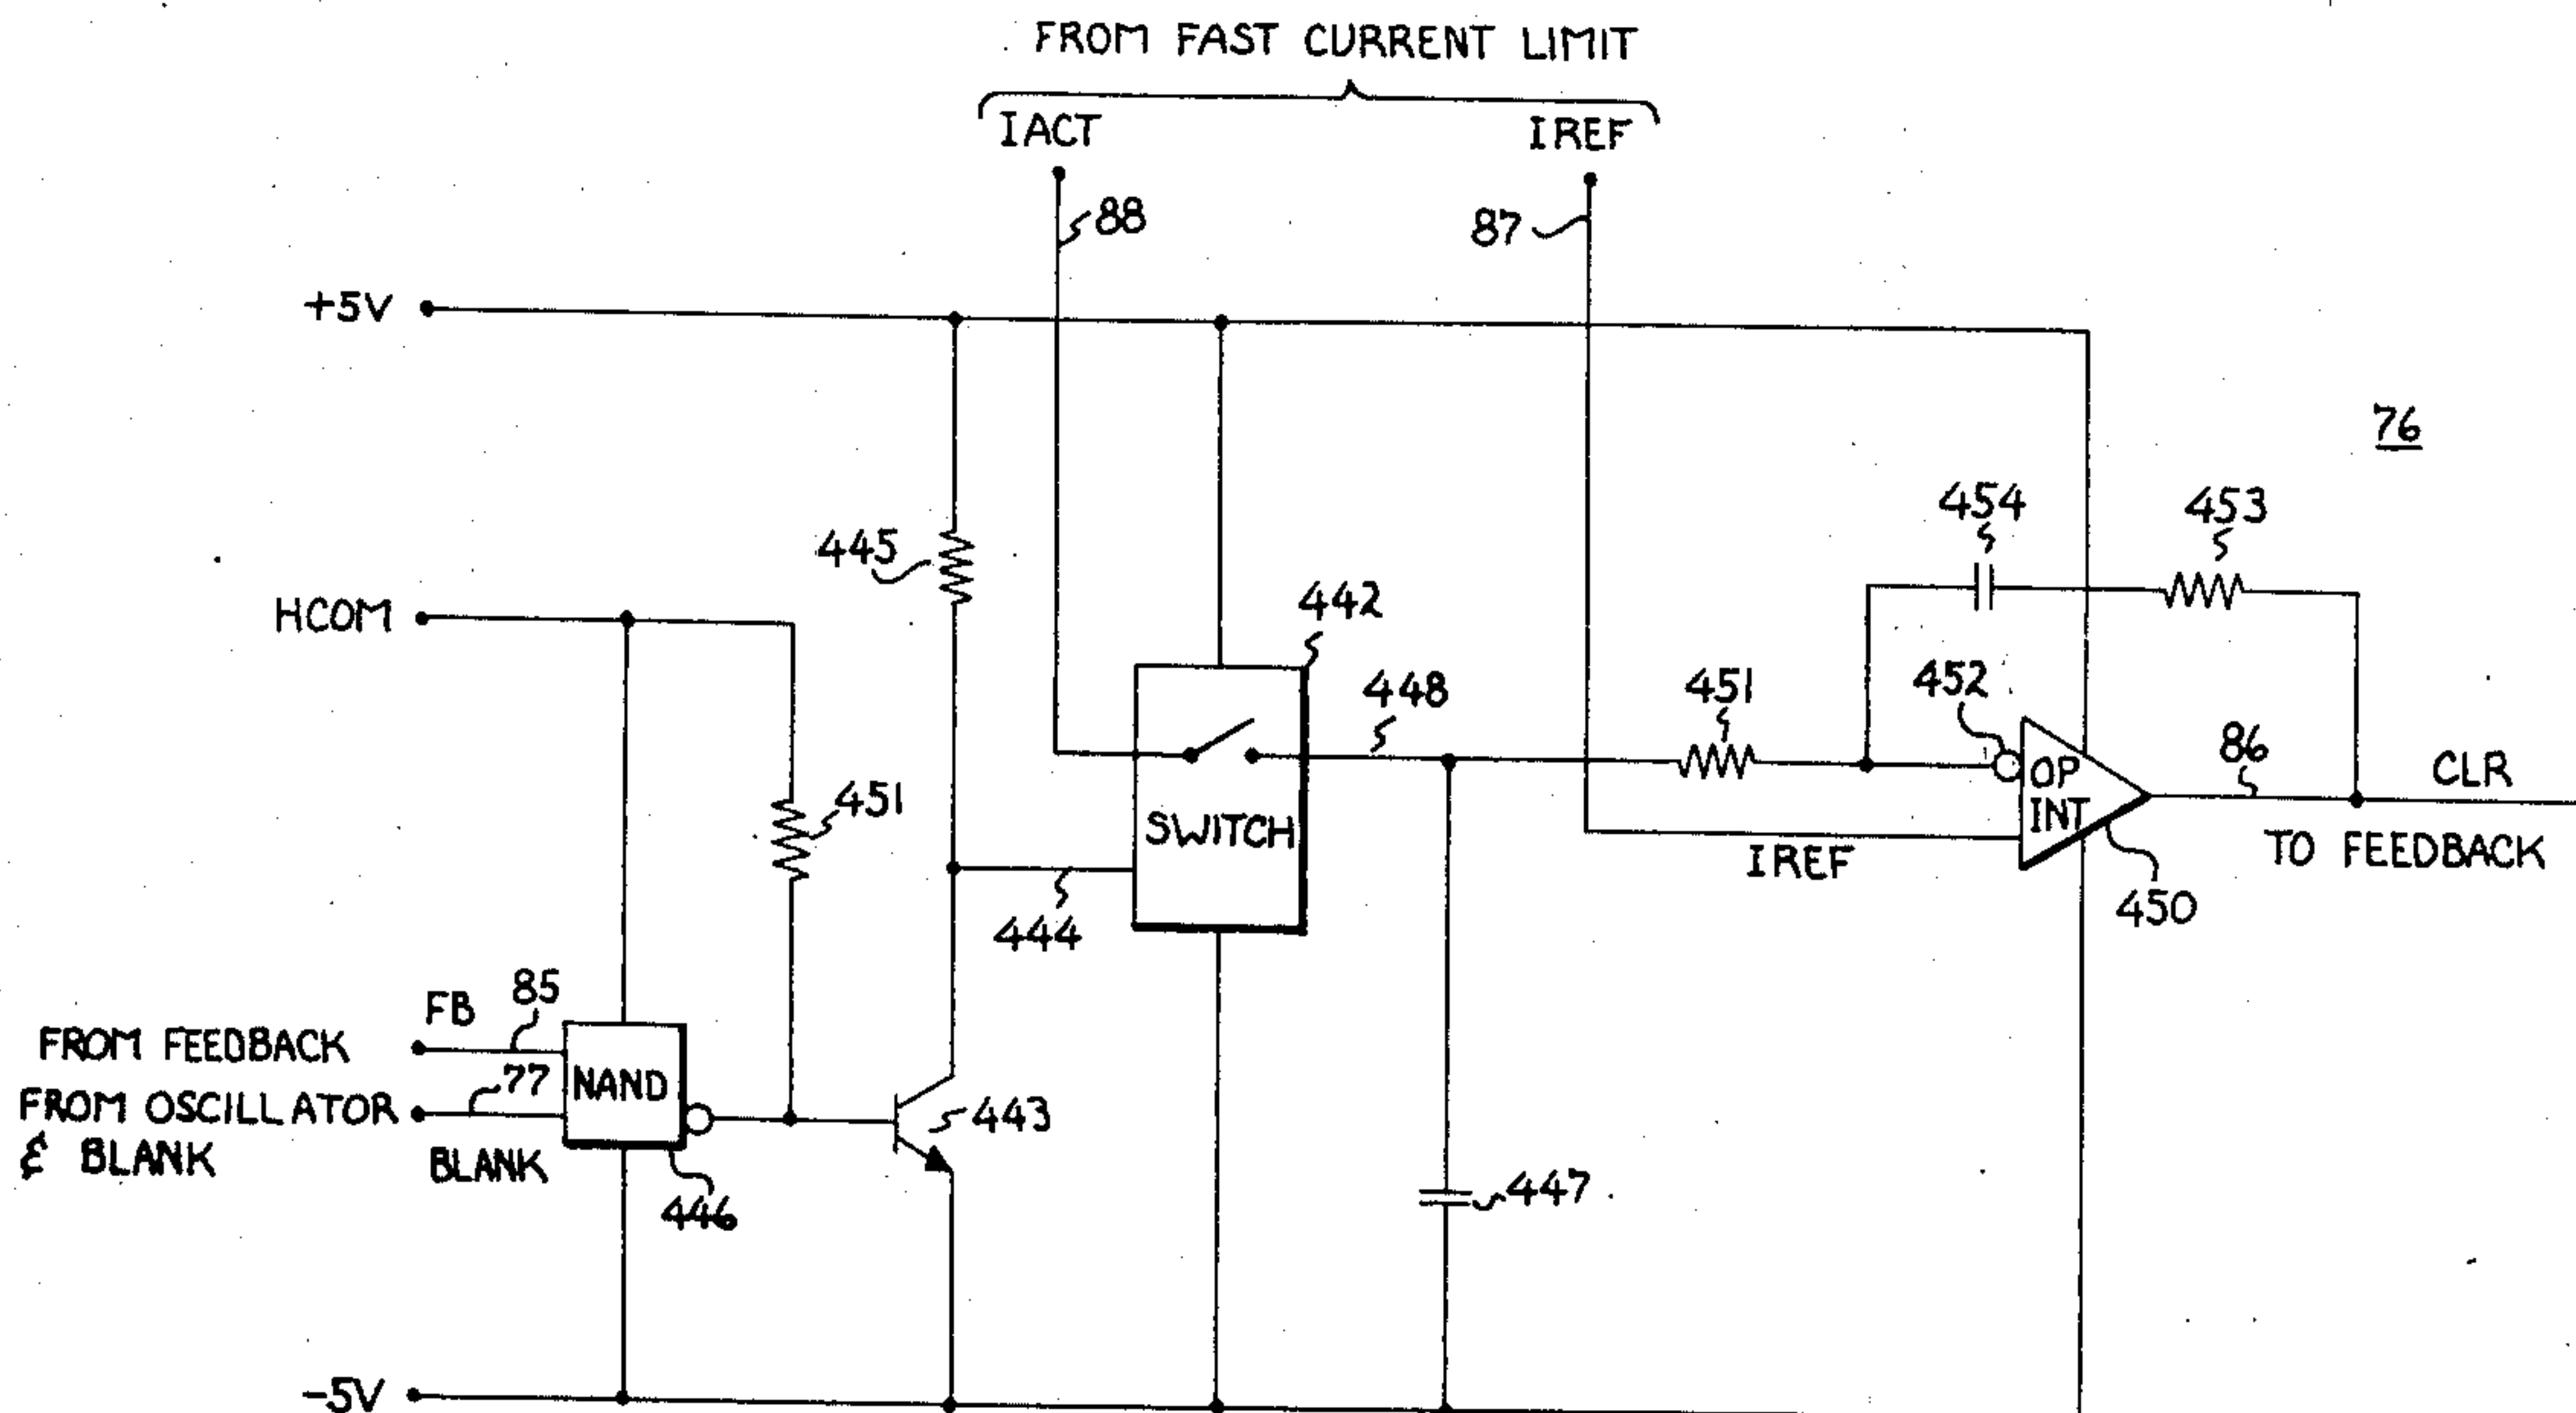 FROM FAST CURRENT LIMIT
IACT
IREF
88
87
+5V
76
454
453
445
442
HCOM
448
451
452
86
CLR
OP
INT
451
SWITCH
IREF
TO FEEDBACK
444
450
FB
85
FROM FEEDBACK
NAND
77
FROM OSCILLATOR
& BLANK
BLANK
443
446
447
-5V